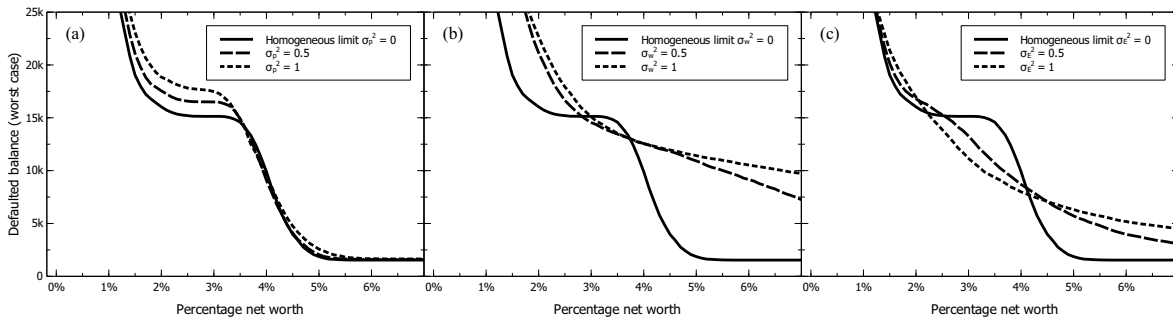 Defaulted balance (worst case)
25k
20k
15k
10k
5k
0
(a)
Homogeneous limit σp² = 0
σp² = 0.5
σp² = 1
0% 1% 2% 3% 4% 5% 6%
Percentage net worth
(b)
Homogeneous limit σw² = 0
σw² = 0.5
σw² = 1
0% 1% 2% 3% 4% 5% 6%
Percentage net worth
(c)
Homogeneous limit σE² = 0
σE² = 0.5
σE² = 1
0% 1% 2% 3% 4% 5% 6%
Percentage net worth